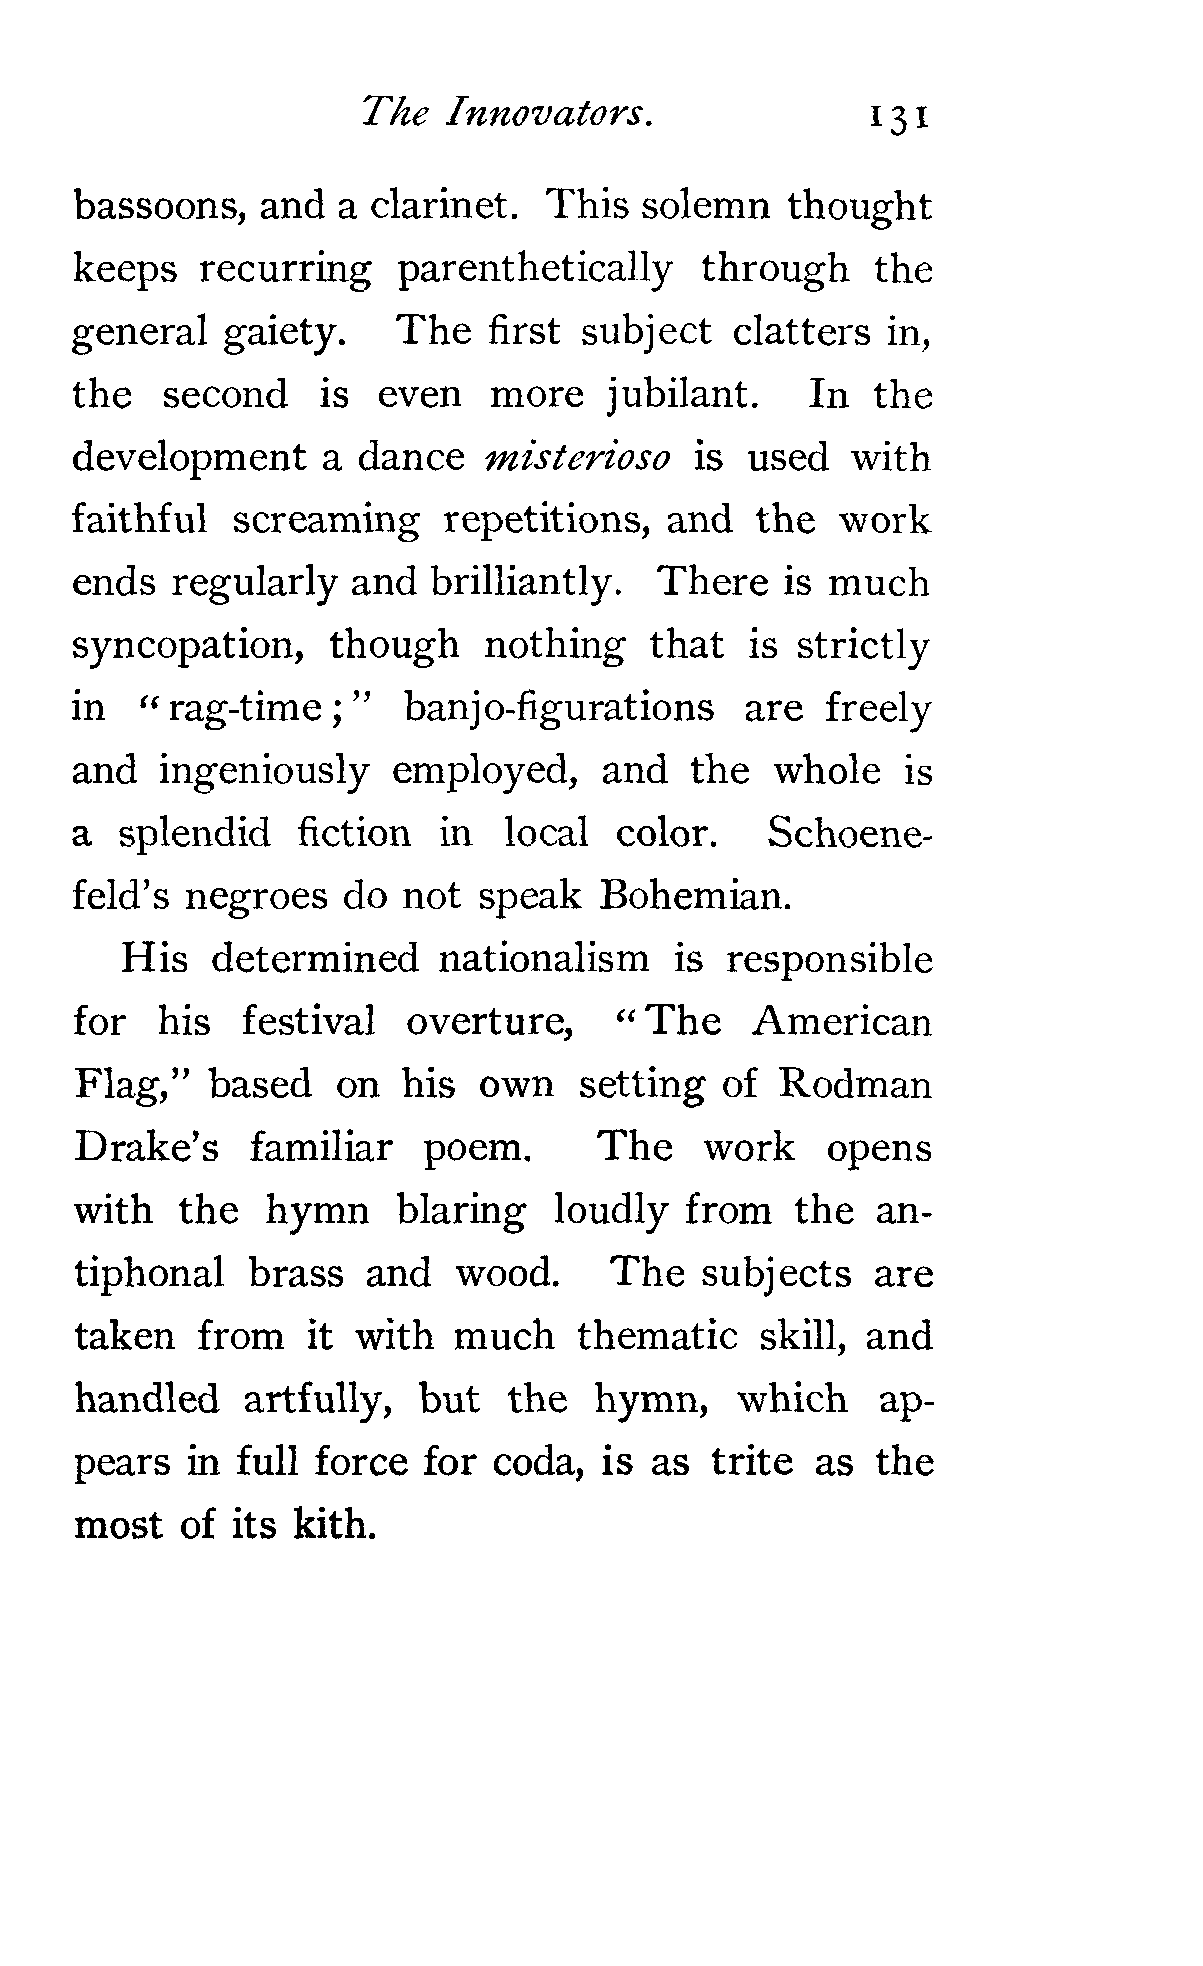 The Innovators. 131
bassoons, and a clarinet. This solemn thought
keeps recurring parenthetically through the
general gaiety. The first subject clatters in,
the second is even more jubilant. In the
development a dance misterioso is used with
faithful screaming repetitions, and the work
ends regularly and brilliantly. There is much
syncopation, though nothing that is strictly
in “rag-time;” banjo-figurations are freely
and ingeniously employed, and the whole is
a splendid fiction in local color. Schoene-
feld's negroes do not speak Bohemian.
His determined nationalism is responsible
for his festival overture, “The American
Flag,” based on his own setting of Rodman
Drake's familiar poem. The work opens
with the hymn blaring loudly from the an-
tiphonal brass and wood. The subjects are
taken from it with much thematic skill, and
handled artfully, but the hymn, which ap-
pears in full force for coda, is as trite as the
most of its kith.